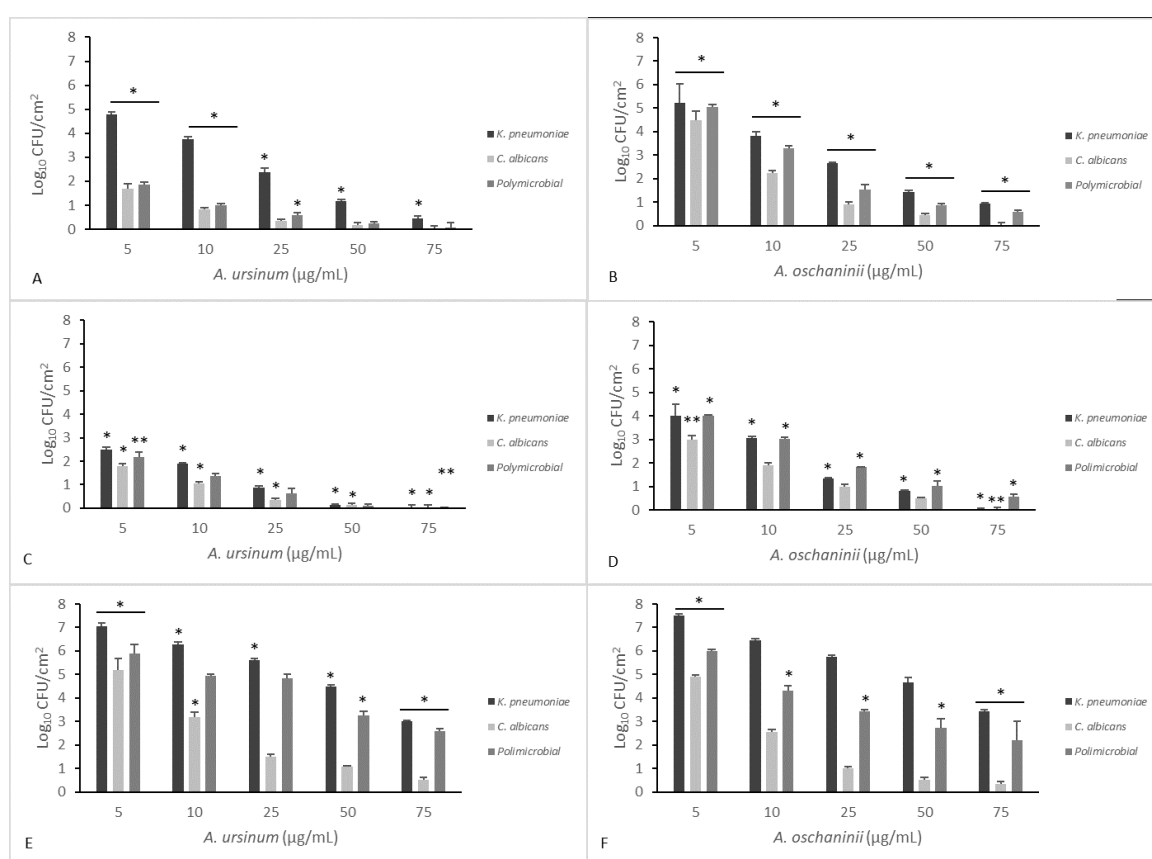 8
7
6
5
4
3
2
1
0
Log₁₀ CFU/cm²
*
*
*
*
*
*
K. pneumoniae
C. albicans
Polymicrobial
5 10 25 50 75
A. ursinum (µg/mL)
A
8
7
6
5
4
3
2
1
0
Log₁₀ CFU/cm²
*
*
*
*
*
K. pneumoniae
C. albicans
Polymicrobial
5 10 25 50 75
A. oschaninii (µg/mL)
B
8
7
6
5
4
3
2
1
0
Log₁₀ CFU/cm²
* * **
* *
* *
* *
* * **
K. pneumoniae
C. albicans
Polymicrobial
5 10 25 50 75
A. ursinum (µg/mL)
C
8
7
6
5
4
3
2
1
0
Log₁₀ CFU/cm²
* ** *
* *
* *
* *
* ** *
K. pneumoniae
C. albicans
Polimicrobial
5 10 25 50 75
A. oschaninii (µg/mL)
D
8
7
6
5
4
3
2
1
0
Log₁₀ CFU/cm²
*
* *
*
* *
*
K. pneumoniae
C. albicans
Polimicrobial
5 10 25 50 75
A. ursinum (µg/mL)
E
8
7
6
5
4
3
2
1
0
Log₁₀ CFU/cm²
*
*
*
*
*
K. pneumoniae
C. albicans
Polimicrobial
5 10 25 50 75
A. oschaninii (µg/mL)
F